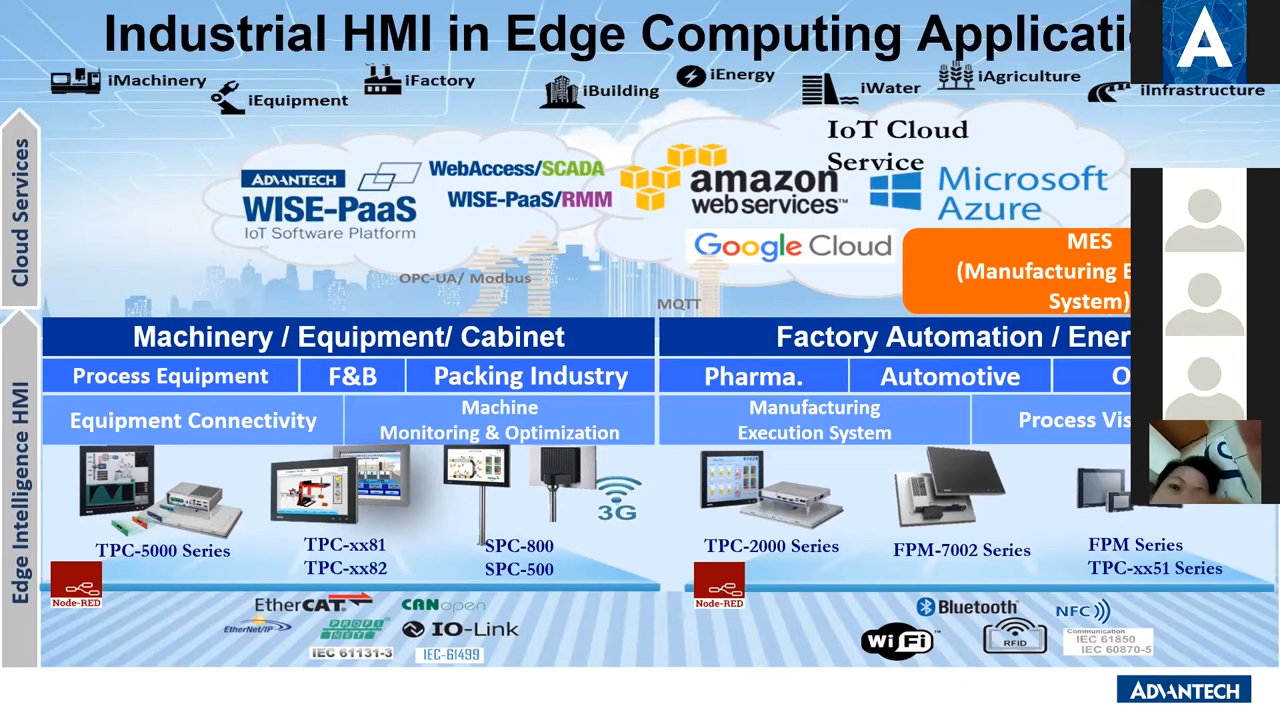 Industrial HMI in Edge Computing Applicati
A
iMachinery
iEquipment
iFactory
iBuilding
iEnergy
iWater
iAgriculture
iInfrastructure
Cloud Services
ADVANTECH
WISE-PaaS
IoT Software Platform
WebAccess/SCADA
WISE-PaaS/RMM
IoT Cloud
Service
amazon
web services™
Microsoft
Azure
Google Cloud
MES
(Manufacturing E
System)
OPC-UA/ Modbus
MQTT
Edge Intelligence HMI
Machinery / Equipment/ Cabinet
Factory Automation / Ener
Process Equipment
F&B
Packing Industry
Pharma.
Automotive
O
Equipment Connectivity
Machine
Monitoring & Optimization
Manufacturing
Execution System
Process Vis
3G
TPC-5000 Series
TPC-xx81
TPC-xx82
SPC-800
SPC-500
TPC-2000 Series
FPM-7002 Series
FPM Series
TPC-xx51 Series
Node-RED
Node-RED
EtherCAT
CANopen
EtherNet/IP
PROFI
NET
IO-Link
IEC 61131-3
IEC-61499
Bluetooth
NFC
WiFi™
RFID
Communication
IEC 61850
IEC 60870-5
ADVANTECH